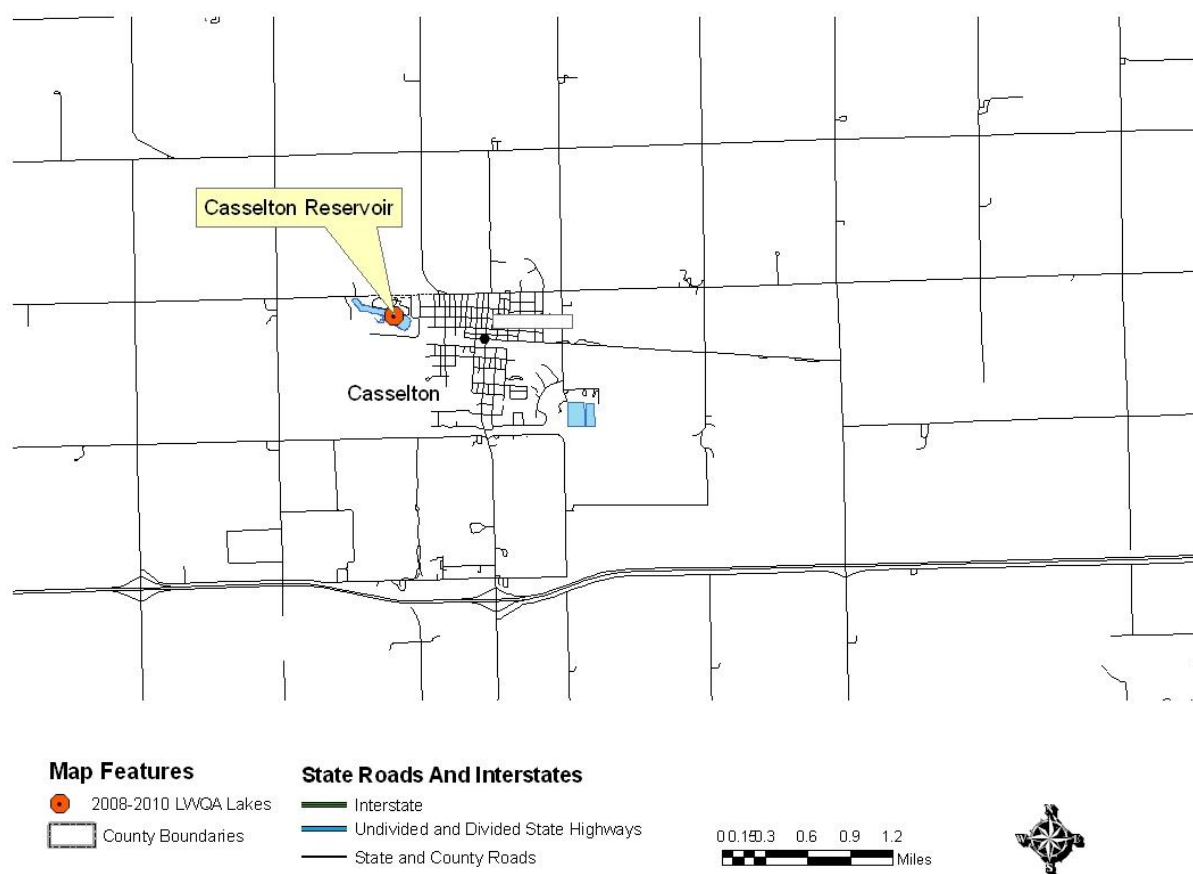 Casselton Reservoir
Casselton
Map Features
2008-2010 LWQA Lakes
County Boundaries
State Roads And Interstates
Interstate
Undivided and Divided State Highways
State and County Roads
0 0.15 0.3 0.6 0.9 1.2
Miles
N
W E
S